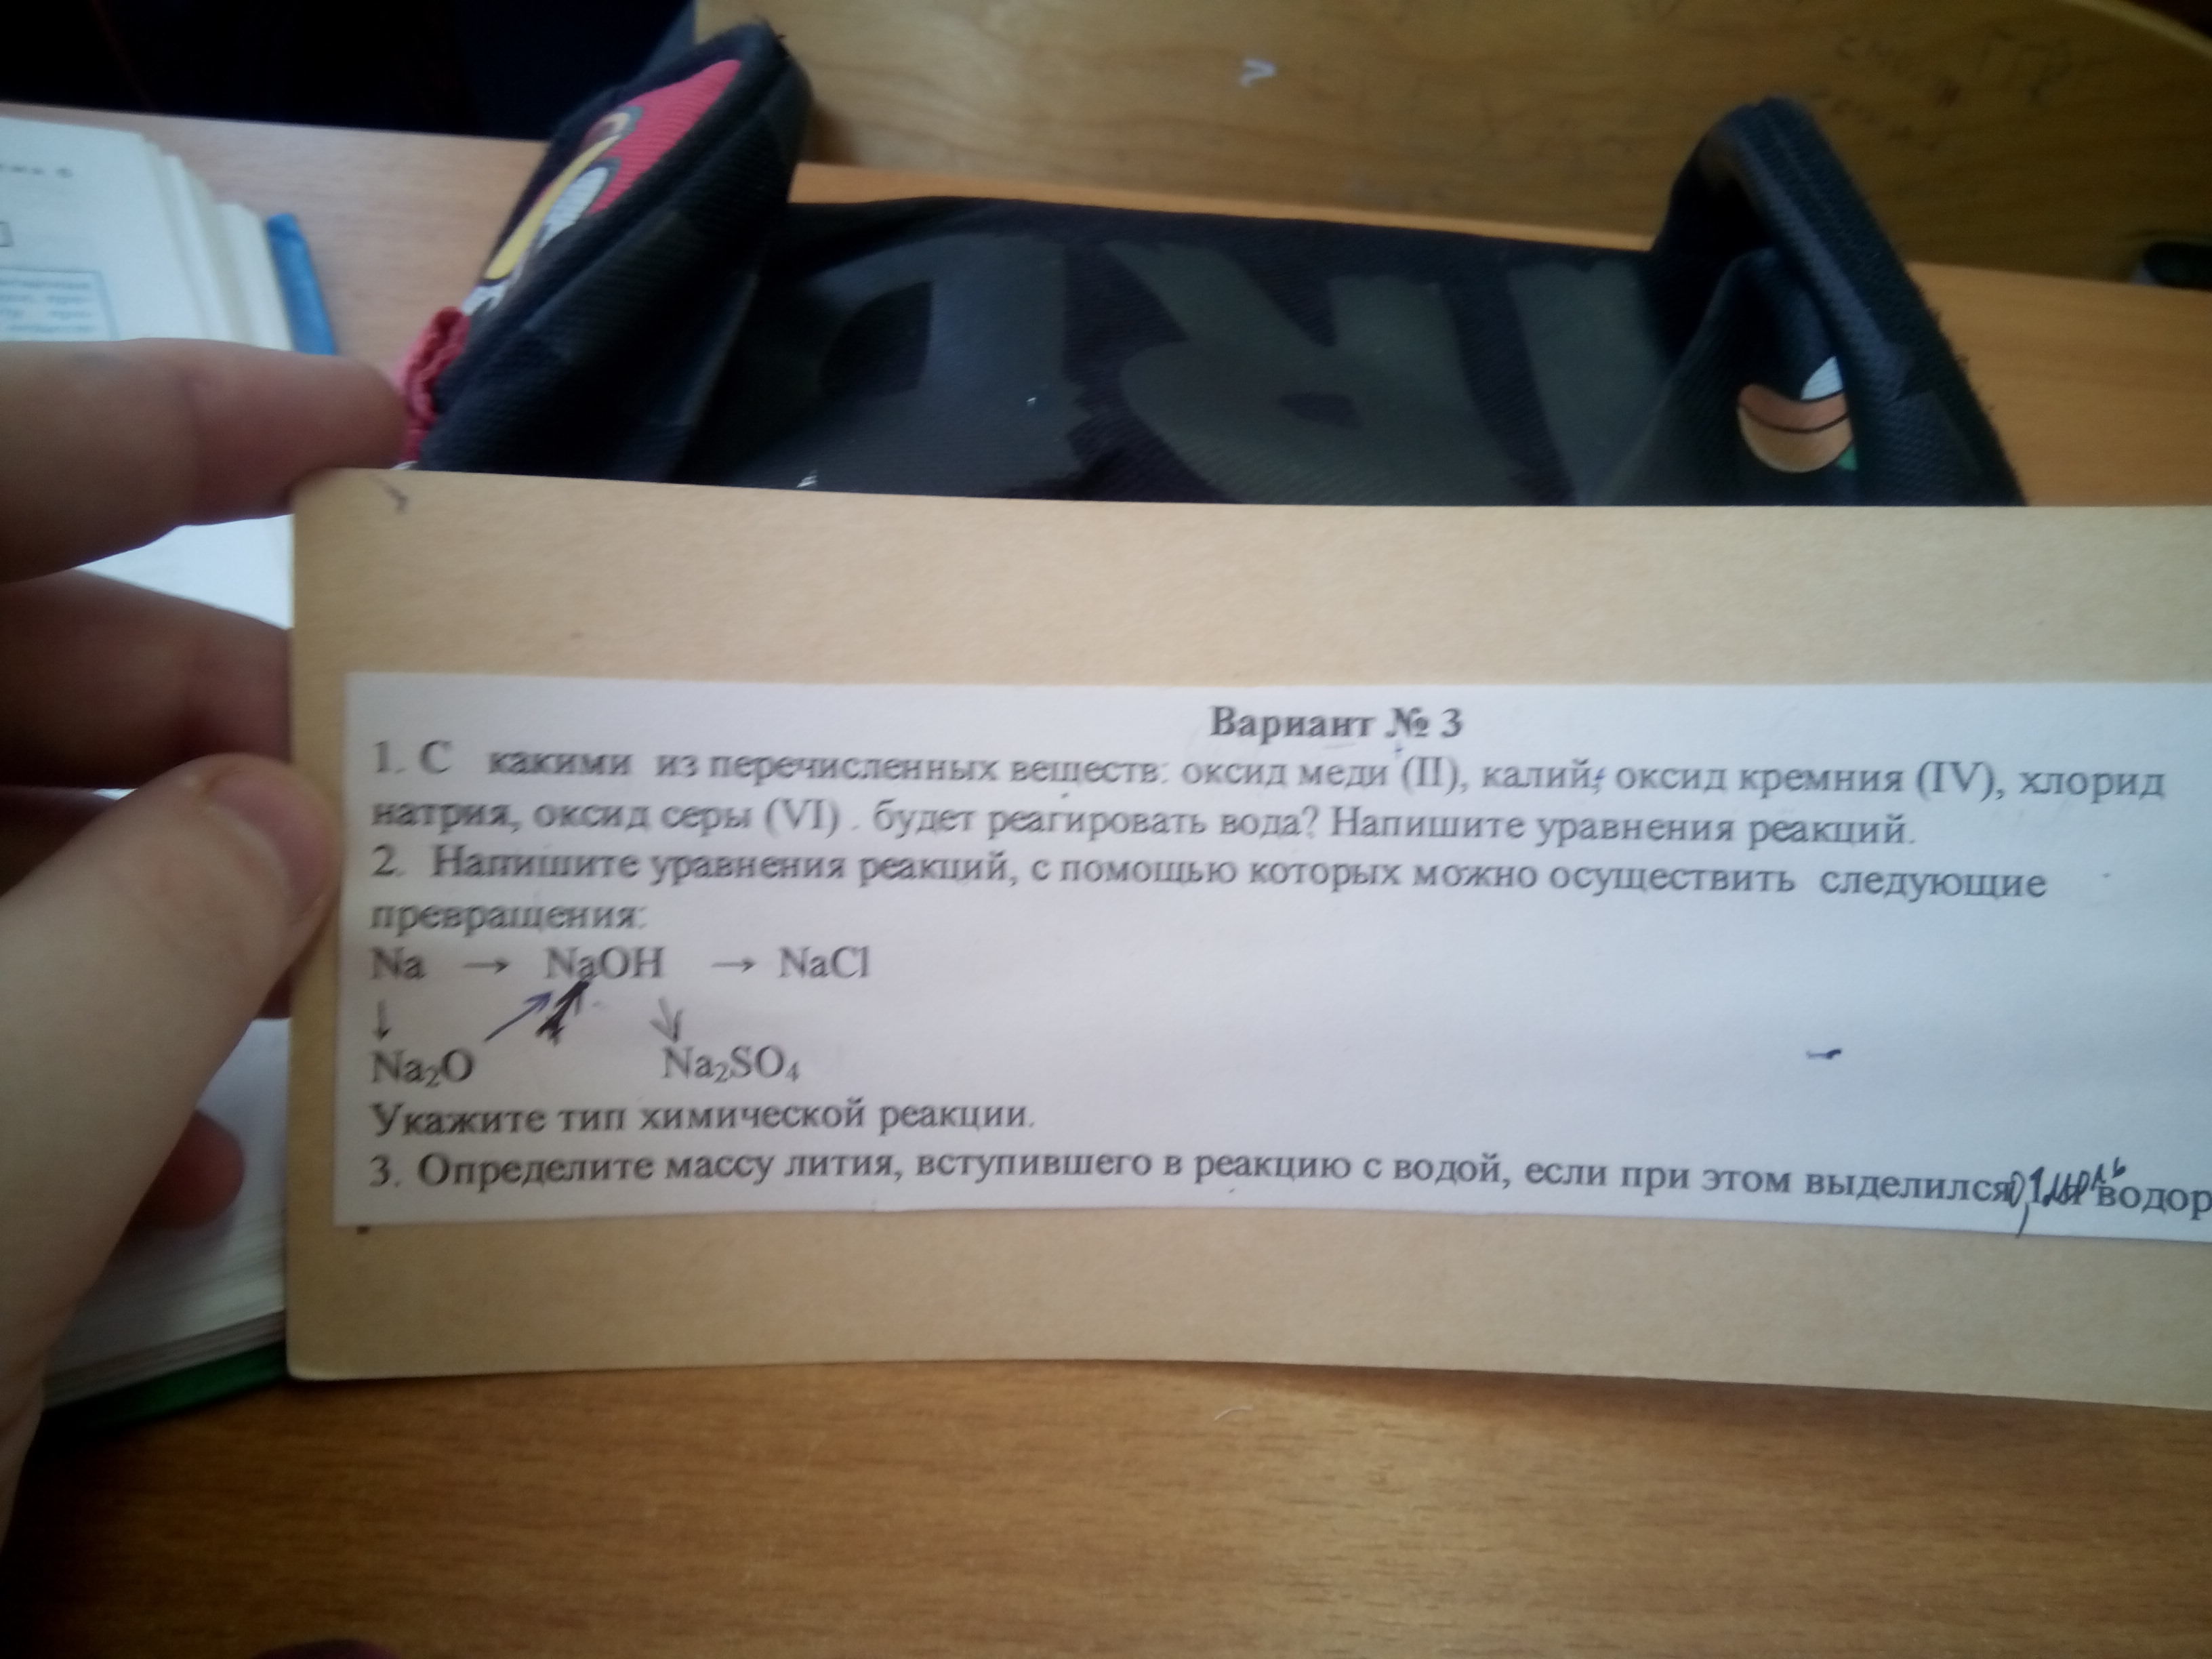 Вариант № 3
1. С какими из перечисленных веществ: оксид меди (II), калий, оксид кремния (IV), хлорид
натрия, оксид серы (VI) . будет реагировать вода? Напишите уравнения реакций.
2. Напишите уравнения реакций, с помощью которых можно осуществить следующие
превращения:
Na → NaOH → NaCl
↓ ↗ ↘
Na₂O Na₂SO₄
Укажите тип химической реакции.
3. Определите массу лития, вступившего в реакцию с водой, если при этом выделился 0,1 моль водор